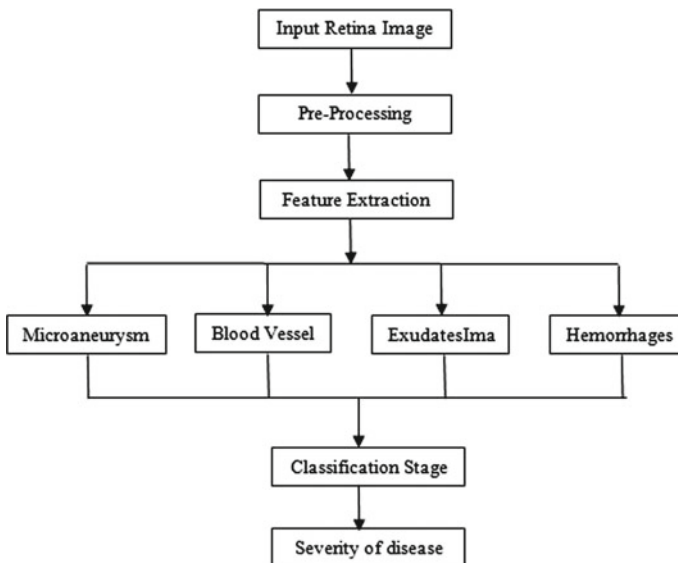 Input Retina Image
Pre-Processing
Feature Extraction
Microaneurysm
Blood Vessel
ExudatesIma
Hemorrhages
Classification Stage
Severity of disease